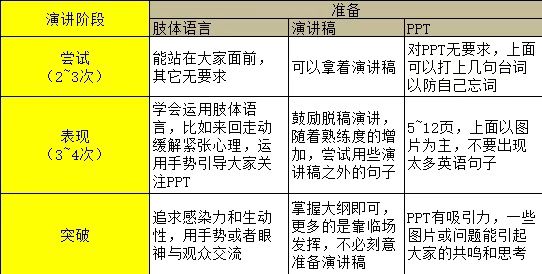 演讲阶段
准备
肢体语言
演讲稿
PPT
尝试
（2~3次）
能站在大家面前，
其它无要求
可以拿着演讲稿
对PPT无要求，上面
可以打上几句台词
以防自己忘词
表现
（3~4次）
学会运用肢体语
言，比如来回走动
缓解紧张心理，运
用手势引导大家关
注PPT
鼓励脱稿演讲，
随着熟练度的增
加，尝试用些演
讲稿之外的句子
5~12页，上面以图
片为主，不要出现
太多英语句子
突破
追求感染力和生动
性，用手势或者眼
神与观众交流
掌握大纲即可，
更多的是靠临场
发挥，不必刻意
准备演讲稿
PPT有吸引力，一些
图片或问题能引起
大家的共鸣和思考